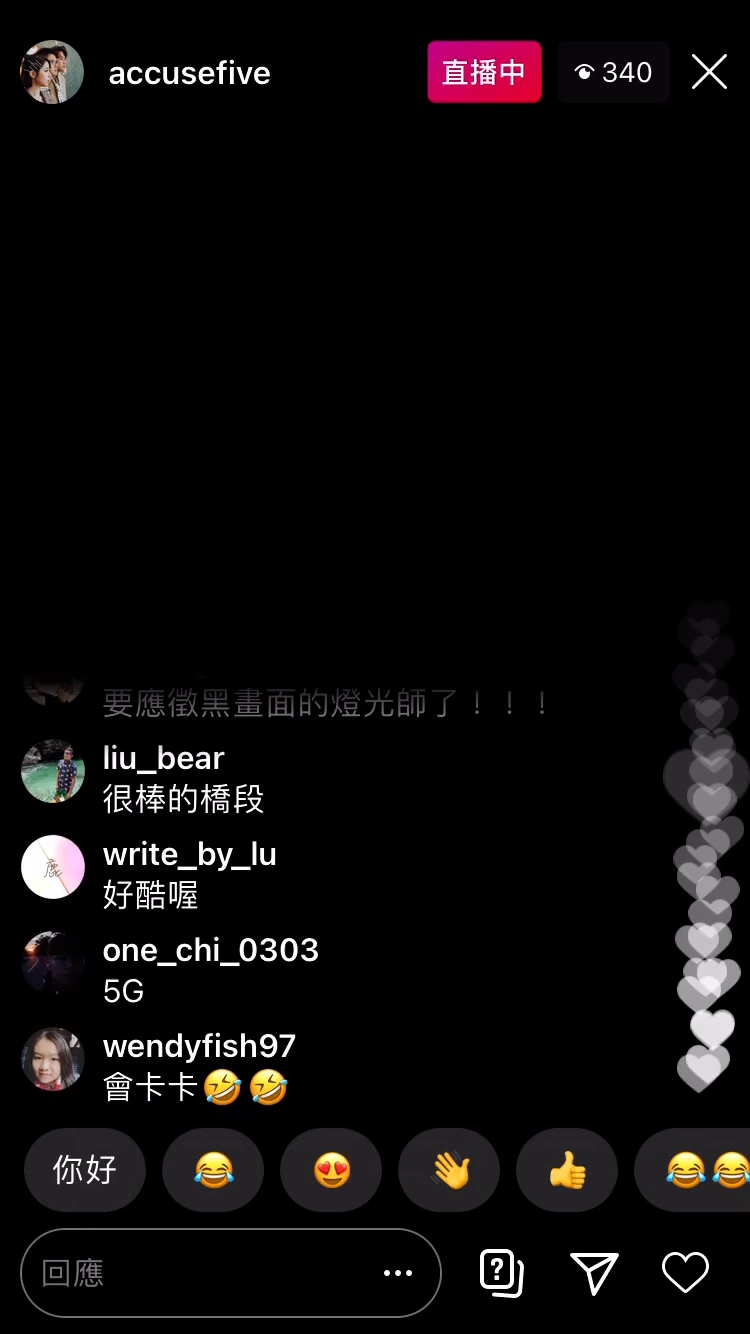 accusefive
直播中
340
要應徵黑畫面的燈光師了！！！
liu_bear
很棒的橋段
write_by_lu
鹿
好酷喔
one_chi_0303
5G
wendyfish97
會卡卡🤣🤣
你好 😂 😍 👋 👍 😂😂
回應